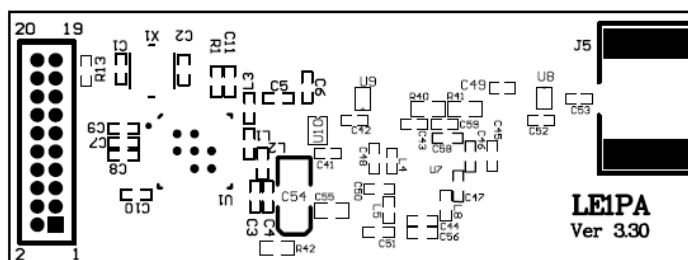 20 19
C1
X1
C2
R1
C11
R13
L3
C5
C6
U9
R40
R41
C49
U8
J5
C53
C9
C7
C8
C10
U1
L1
L2
U10
C42
C41
C43
C59
C58
C52
C48
L4
U7
C46
C45
C47
C50
L5
L8
C54
C55
C3
C4
R42
C51
C44
C56
LE1PA
Ver 3.30
2 1